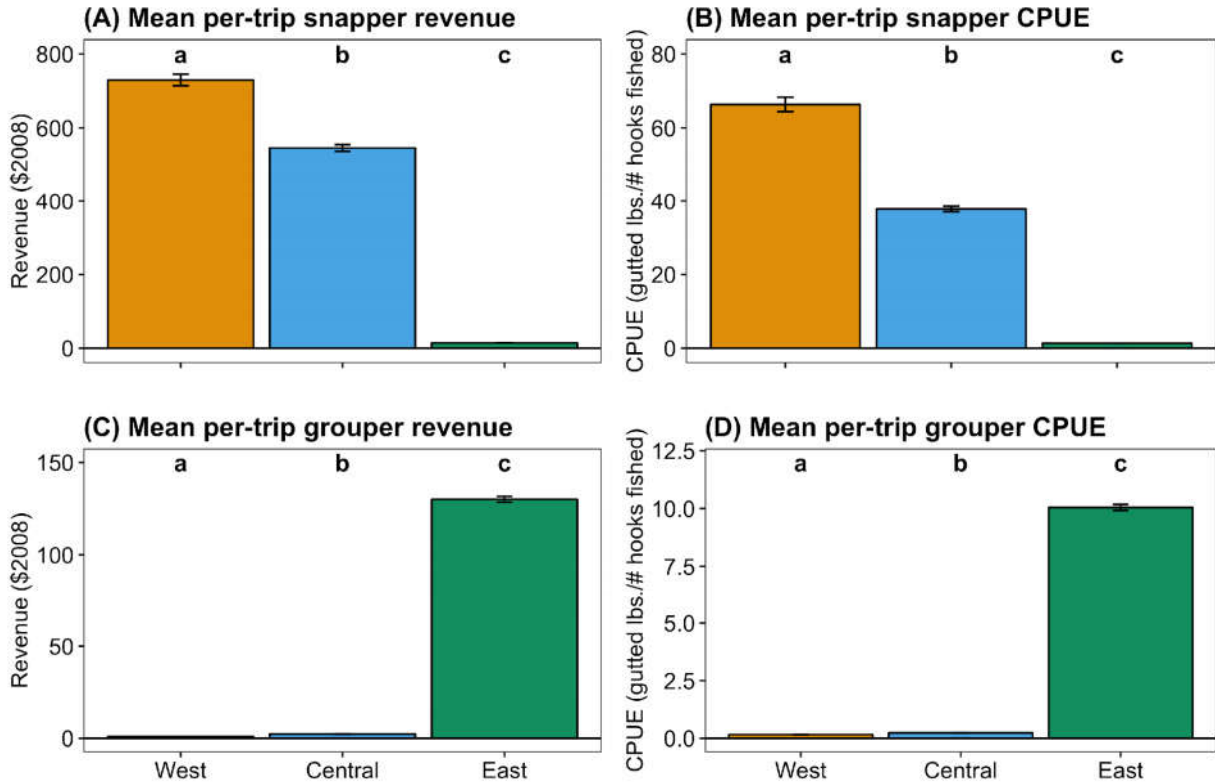 (A) Mean per-trip snapper revenue
Revenue ($2008)
800
600
400
200
0
a b c
(B) Mean per-trip snapper CPUE
CPUE (gutted lbs./# hooks fished)
80
60
40
20
0
a b c
(C) Mean per-trip grouper revenue
Revenue ($2008)
150
100
50
0
a b c
West Central East
(D) Mean per-trip grouper CPUE
CPUE (gutted lbs./# hooks fished)
12.5
10.0
7.5
5.0
2.5
0.0
a b c
West Central East